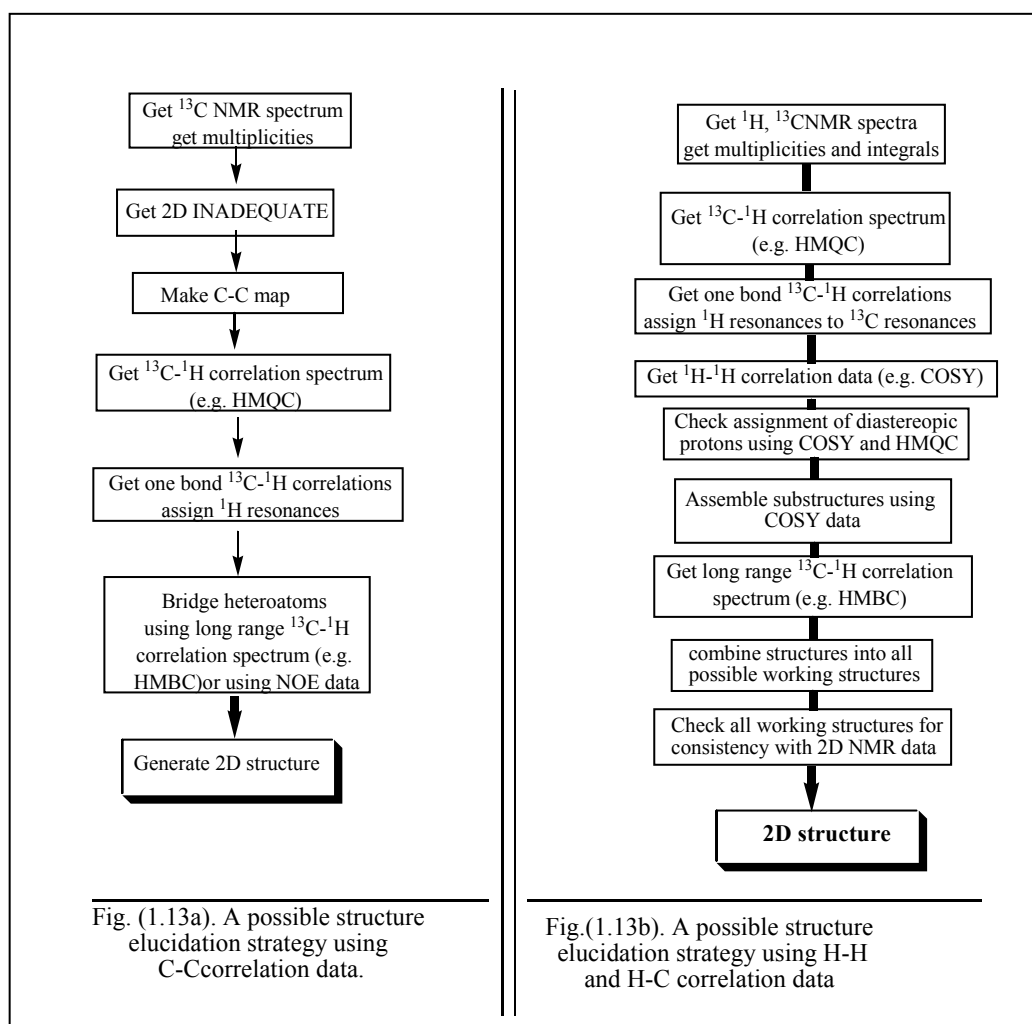 Get ¹³C NMR spectrum
get multiplicities
Get 2D INADEQUATE
Make C-C map
Get ¹³C-¹H correlation spectrum
(e.g. HMQC)
Get one bond ¹³C-¹H correlations
assign ¹H resonances
Bridge heteroatoms
using long range ¹³C-¹H
correlation spectrum (e.g.
HMBC)or using NOE data
Generate 2D structure
Fig. (1.13a). A possible structure
elucidation strategy using
C-Ccorrelation data.
Get ¹H, ¹³CNMR spectra
get multiplicities and integrals
Get ¹³C-¹H correlation spectrum
(e.g. HMQC)
Get one bond ¹³C-¹H correlations
assign ¹H resonances to ¹³C resonances
Get ¹H-¹H correlation data (e.g. COSY)
Check assignment of diastereopic
protons using COSY and HMQC
Assemble substructures using
COSY data
Get long range ¹³C-¹H correlation
spectrum (e.g. HMBC)
combine structures into all
possible working structures
Check all working structures for
consistency with 2D NMR data
2D structure
Fig.(1.13b). A possible structure
elucidation strategy using H-H
and H-C correlation data